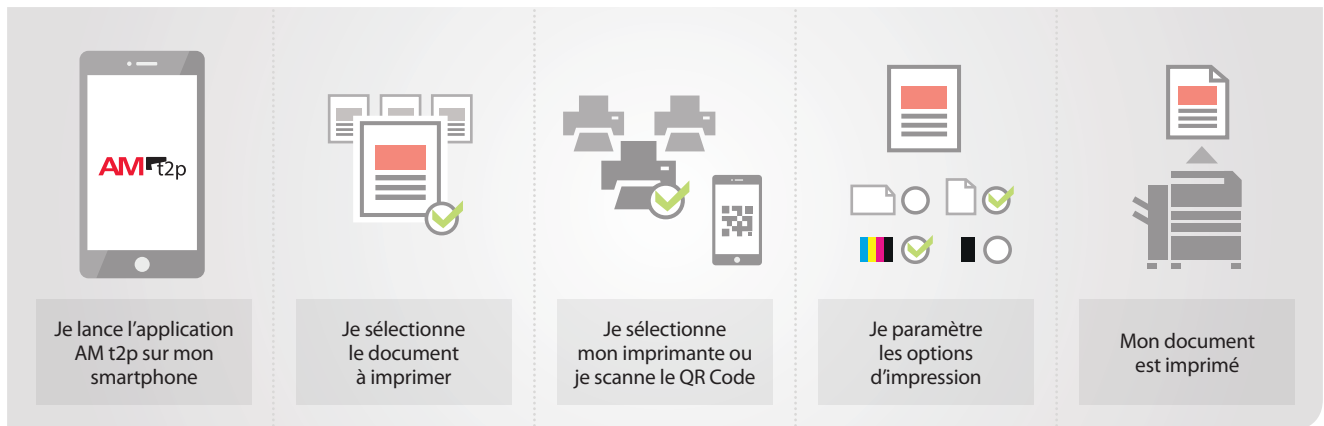 AM t2p
Je lance l’application
AM t2p sur mon
smartphone
Je sélectionne
le document
à imprimer
Je sélectionne
mon imprimante ou
je scanne le QR Code
Je paramètre
les options
d’impression
Mon document
est imprimé